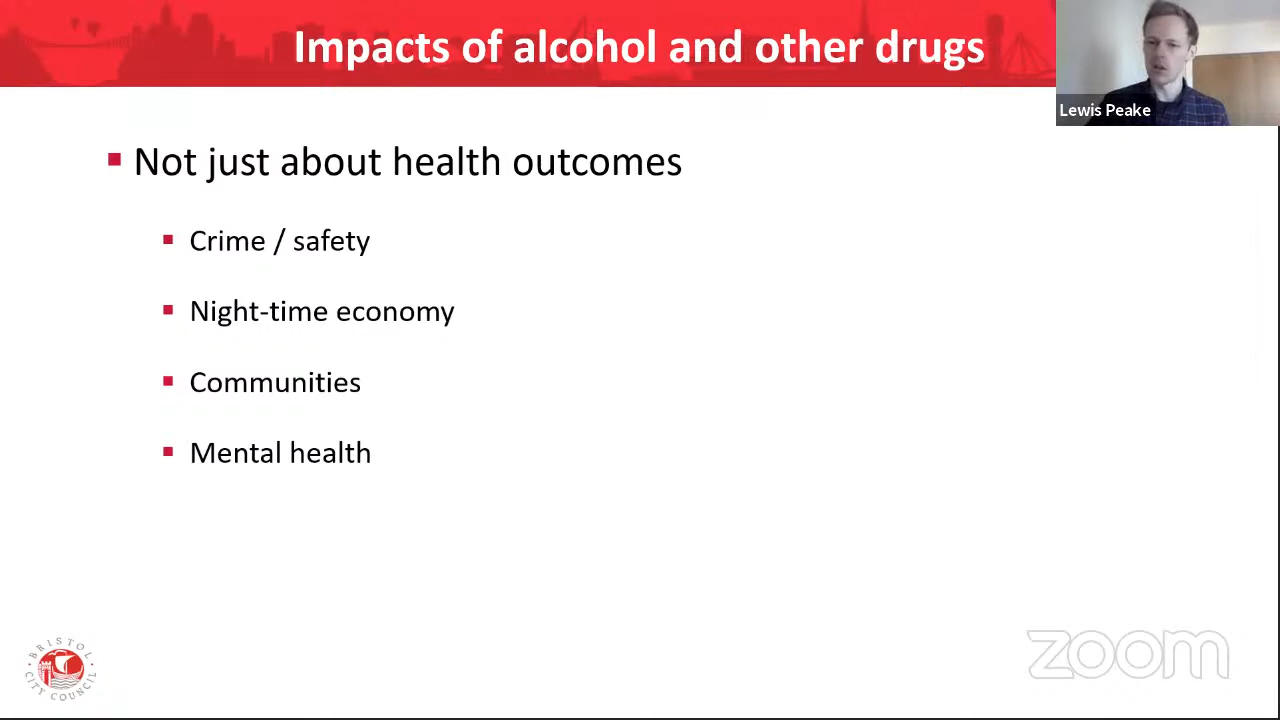 Impacts of alcohol and other drugs
Lewis Peake
Not just about health outcomes
Crime / safety
Night-time economy
Communities
Mental health
BRISTOL
CITY COUNCIL
zoom